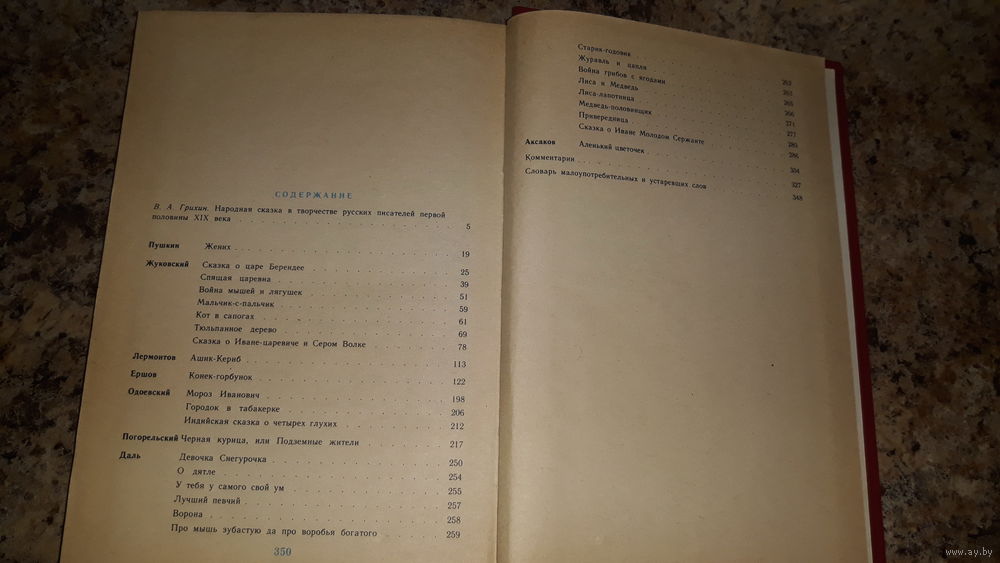 СОДЕРЖАНИЕ
В. А. Грихин. Народная сказка в творчестве русских писателей первой
половины XIX века 5
Пушкин Жених 19
Жуковский Сказка о царе Берендее 25
Спящая царевна 39
Война мышей и лягушек 51
Мальчик-с-пальчик 59
Кот в сапогах 61
Тюльпанное дерево 69
Сказка о Иване-царевиче и Сером Волке 78
Лермонтов Ашик-Кериб 113
Ершов Конек-горбунок 122
Одоевский Мороз Иванович 198
Городок в табакерке 206
Индийская сказка о четырех глухих 212
Погорельский Черная курица, или Подземные жители 217
Даль Девочка Снегурочка 250
О дятле 254
У тебя у самого свой ум 255
Лучший певчий 257
Ворона 258
Про мышь зубастую да про воробья богатого 259
350
Старик-годовик 262
Журавль и цапля 263
Война грибов с ягодами 265
Лиса и Медведь 266
Лиса-лапотница 271
Медведь-половинщик 277
Привередница 280
Сказка о Иване Молодом Сержанте 286
Аксаков Аленький цветочек 304
Комментарии 327
Словарь малоупотребительных и устаревших слов 348
www.ay.by